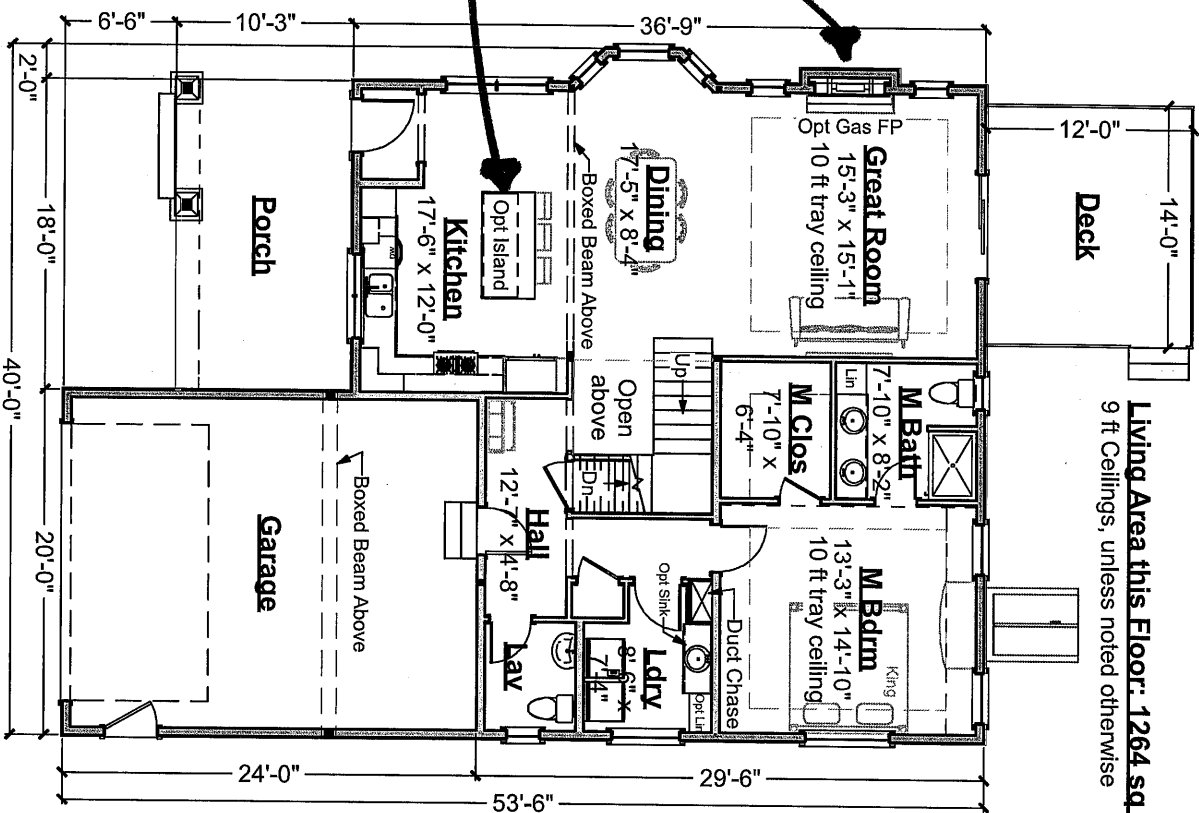 Living Area this Floor: 1264 sq
9 ft Ceilings, unless noted otherwise
Deck
14'-0"
12'-0"
Great Room
15'-3" x 15'-1"
10 ft tray ceiling
Opt Gas FP
M Bath
7'-10" x 8'-2"
Lin
M Clos
7'-10" x
6'-4"
M Bdrm
13'-3" x 14'-10"
10 ft tray ceiling
King
Duct Chase
Dining
17'-5" x 8'-4"
Boxed Beam Above
Up
Open
above
Dn
Opt Sink
Opt Lin
Ldry
8'-6" x
7'-4"
Kitchen
17'-6" x 12'-0"
Opt Island
Hall
12'-7" x 4'-8"
Lav
Porch
Garage
Boxed Beam Above
6'-6"
10'-3"
36'-9"
2'-0"
18'-0"
20'-0"
40'-0"
24'-0"
29'-6"
53'-6"